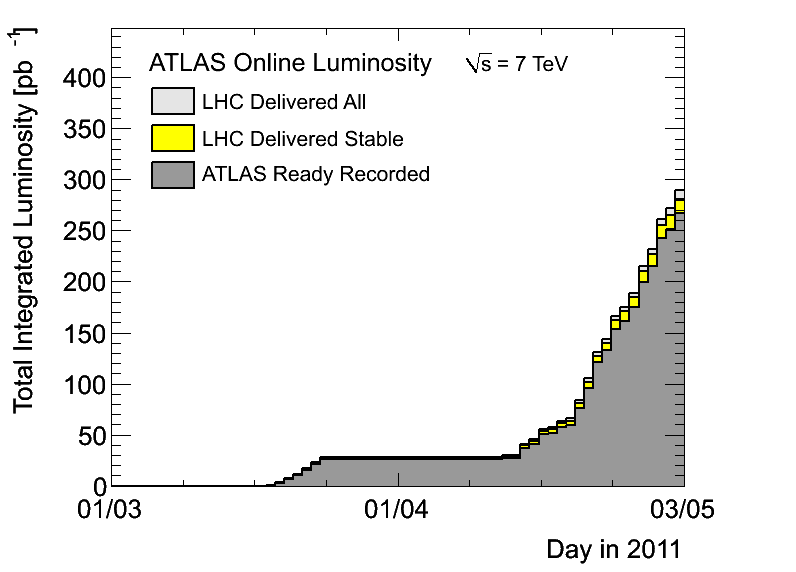 ATLAS Online Luminosity √s = 7 TeV
LHC Delivered All
LHC Delivered Stable
ATLAS Ready Recorded
Total Integrated Luminosity [pb⁻¹]
400
350
300
250
200
150
100
50
0
01/03 01/04 03/05
Day in 2011